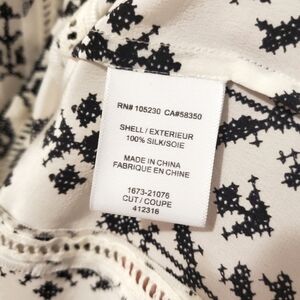 RN# 105230 CA#58350
SHELL / EXTERIEUR
100% SILK/SOIE
MADE IN CHINA
FABRIQUE EN CHINE
1673-21076
CUT / COUPE
412316